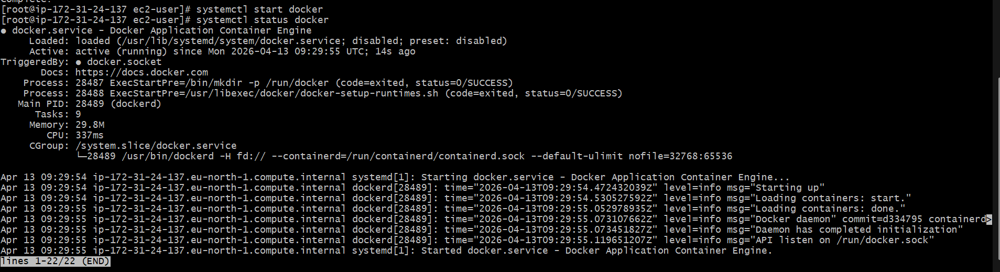 Complete!
[root@ip-172-31-24-137 ec2-user]# systemctl start docker
[root@ip-172-31-24-137 ec2-user]# systemctl status docker
● docker.service - Docker Application Container Engine
     Loaded: loaded (/usr/lib/systemd/system/docker.service; disabled; preset: disabled)
     Active: active (running) since Mon 2026-04-13 09:29:55 UTC; 14s ago
TriggeredBy: ● docker.socket
       Docs: https://docs.docker.com
    Process: 28487 ExecStartPre=/bin/mkdir -p /run/docker (code=exited, status=0/SUCCESS)
    Process: 28488 ExecStartPre=/usr/libexec/docker/docker-setup-runtimes.sh (code=exited, status=0/SUCCESS)
   Main PID: 28489 (dockerd)
      Tasks: 9
     Memory: 29.8M
        CPU: 337ms
     CGroup: /system.slice/docker.service
             └─28489 /usr/bin/dockerd -H fd:// --containerd=/run/containerd/containerd.sock --default-ulimit nofile=32768:65536
Apr 13 09:29:54 ip-172-31-24-137.eu-north-1.compute.internal systemd[1]: Starting docker.service - Docker Application Container Engine...
Apr 13 09:29:54 ip-172-31-24-137.eu-north-1.compute.internal dockerd[28489]: time="2026-04-13T09:29:54.472432039Z" level=info msg="Starting up"
Apr 13 09:29:54 ip-172-31-24-137.eu-north-1.compute.internal dockerd[28489]: time="2026-04-13T09:29:54.530527592Z" level=info msg="Loading containers: start."
Apr 13 09:29:55 ip-172-31-24-137.eu-north-1.compute.internal dockerd[28489]: time="2026-04-13T09:29:55.052978935Z" level=info msg="Loading containers: done."
Apr 13 09:29:55 ip-172-31-24-137.eu-north-1.compute.internal dockerd[28489]: time="2026-04-13T09:29:55.073107662Z" level=info msg="Docker daemon" commit=d334795 containerd>
Apr 13 09:29:55 ip-172-31-24-137.eu-north-1.compute.internal dockerd[28489]: time="2026-04-13T09:29:55.073451827Z" level=info msg="Daemon has completed initialization"
Apr 13 09:29:55 ip-172-31-24-137.eu-north-1.compute.internal dockerd[28489]: time="2026-04-13T09:29:55.119651207Z" level=info msg="API listen on /run/docker.sock"
Apr 13 09:29:55 ip-172-31-24-137.eu-north-1.compute.internal systemd[1]: Started docker.service - Docker Application Container Engine.
lines 1-22/22 (END)